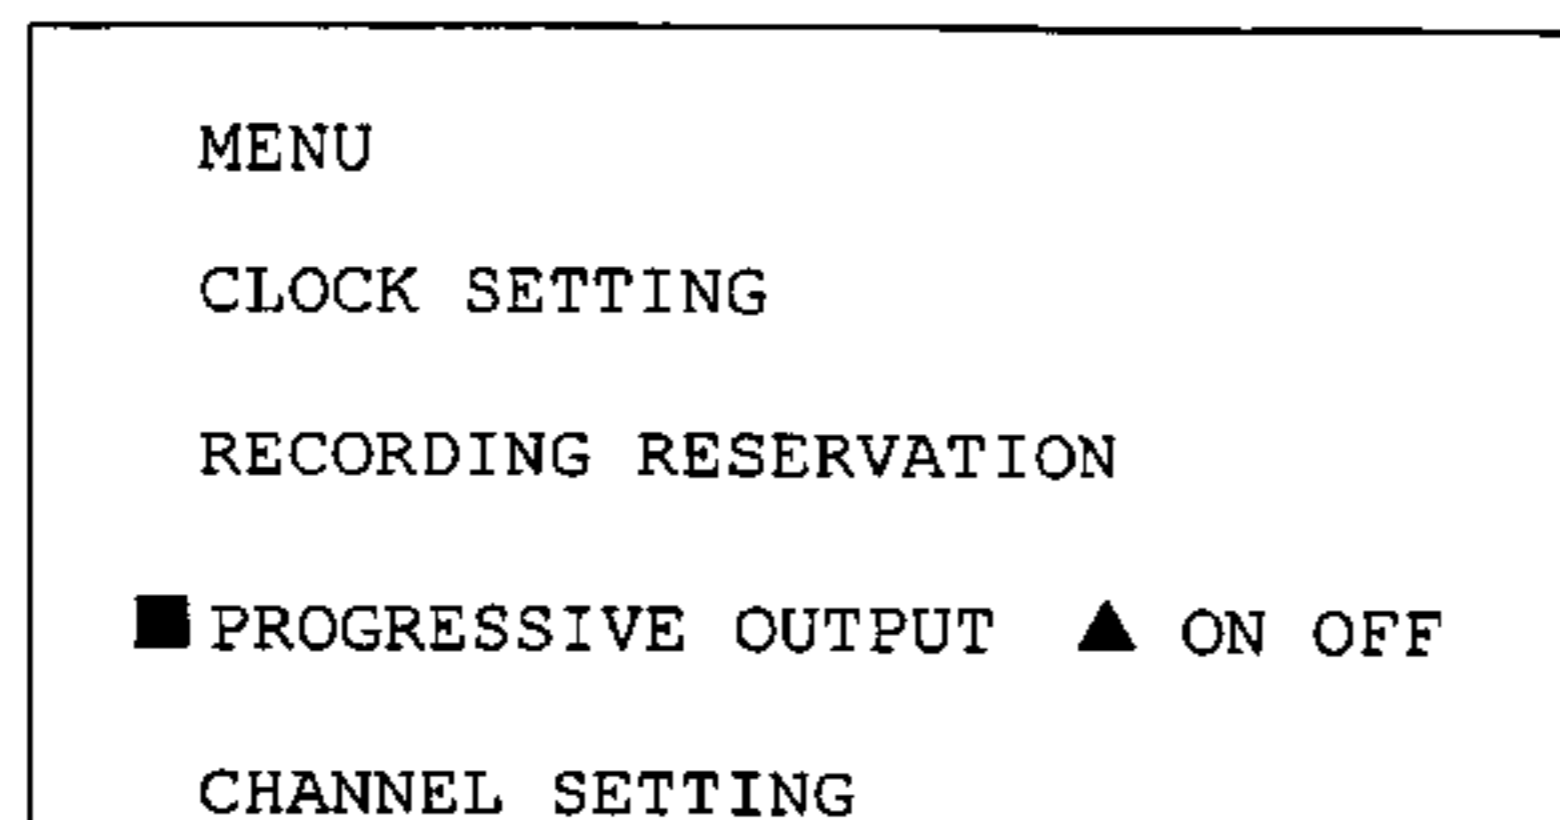 MENU
CLOCK SETTING
RECORDING RESERVATION
■ PROGRESSIVE OUTPUT ▲ ON OFF
CHANNEL SETTING